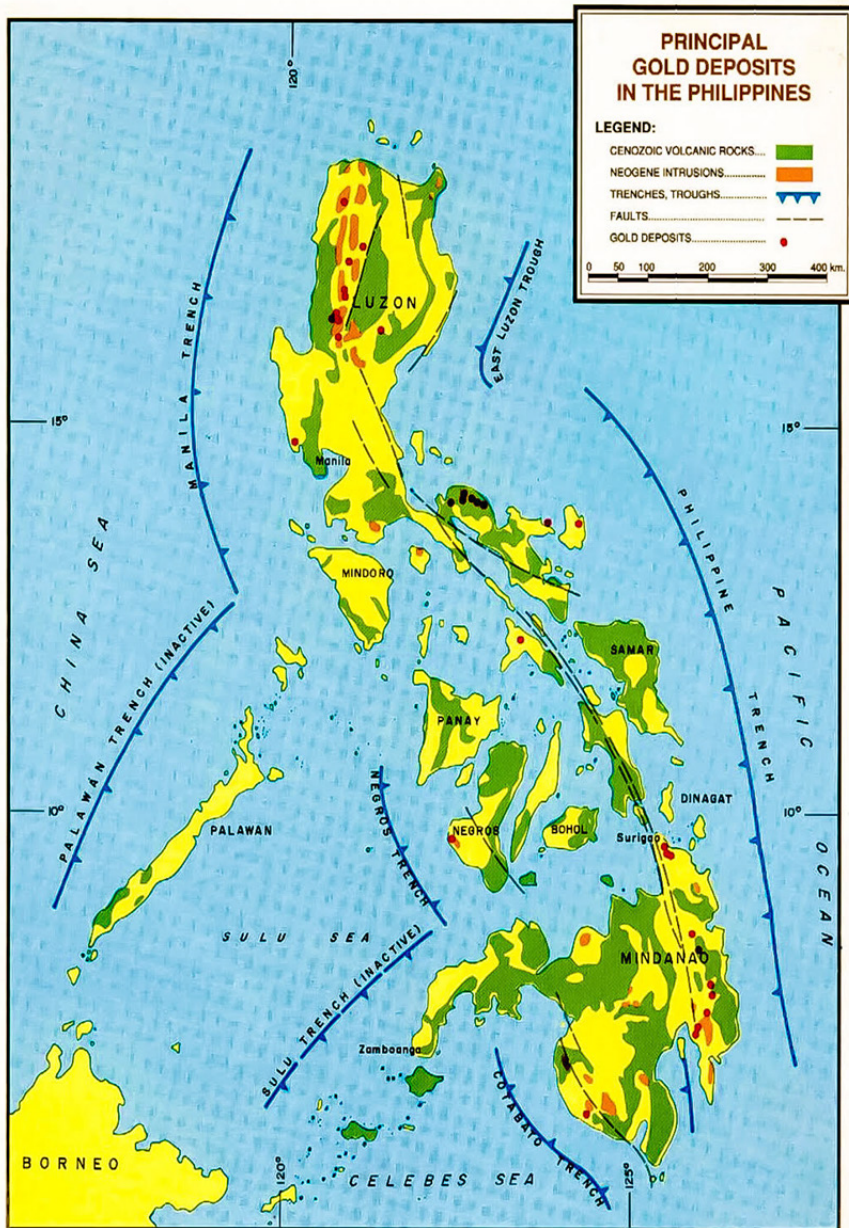 PRINCIPAL
GOLD DEPOSITS
IN THE PHILIPPINES
LEGEND:
CENOZOIC VOLCANIC ROCKS....
NEOGENE INTRUSIONS..............
TRENCHES, TROUGHS................
FAULTS....................................
GOLD DEPOSITS.......................
0 50 100 200 300 400 km.
120°
LUZON
MANILA TRENCH
EAST LUZON TROUGH
15°
15°
Manila
PHILIPPINE TRENCH
CHINA SEA
MINDORO
PACIFIC OCEAN
SAMAR
PALAWAN TRENCH (INACTIVE)
PANAY
NEGROS TRENCH
DINAGAT
10°
10°
PALAWAN
NEGROS
BOHOL
Surigao
SULU SEA
MINDANAO
SULU TRENCH (INACTIVE)
Zamboanga
COTABATO TRENCH
BORNEO
120°
CELEBES SEA
125°